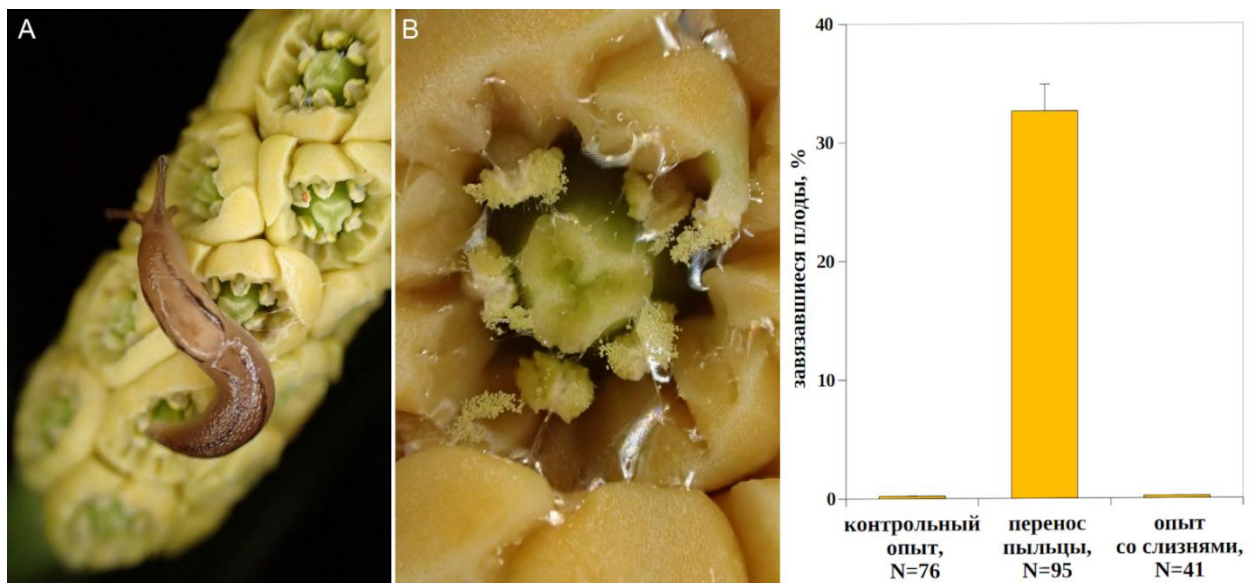 A
B
40
30
20
10
0
завязавшиеся плоды, %
контрольный
опыт,
N=76
перенос
пыльцы,
N=95
опыт
со слизнями,
N=41